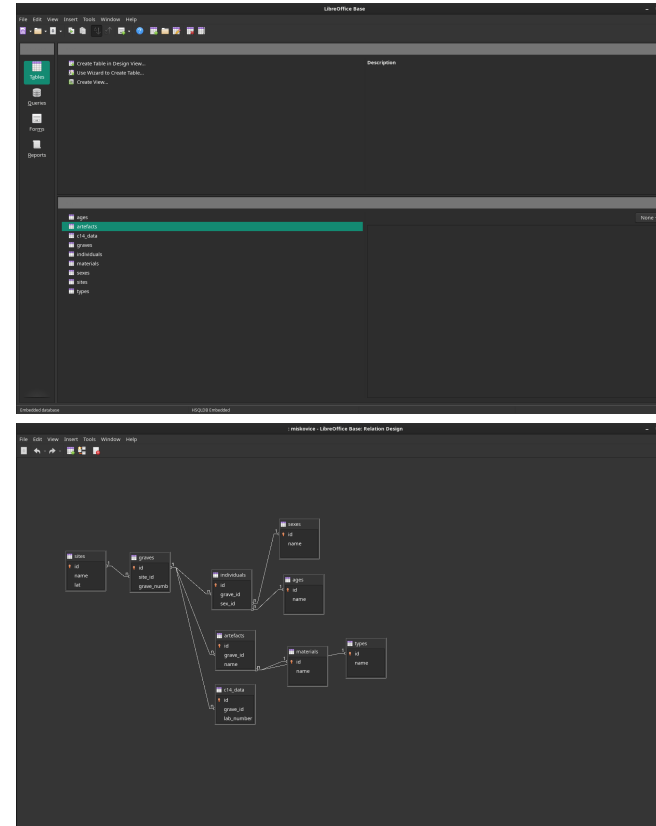 LibreOffice Base
File Edit View Insert Tools Window Help
Tables
Queries
Forms
Reports
Create Table in Design View...
Use Wizard to Create Table...
Create View...
Description
ages
artefacts
c14_data
graves
individuals
materials
sexes
sites
types
None
Embedded database HSQLDB Embedded
: miskovice - LibreOffice Base: Relation Design
File Edit View Insert Tools Window Help
sites
id
name
lat
graves
id
site_id
grave_numb
individuals
id
grave_id
sex_id
sexes
id
name
ages
id
name
artefacts
id
grave_id
name
materials
id
name
types
id
name
c14_data
id
grave_id
lab_number